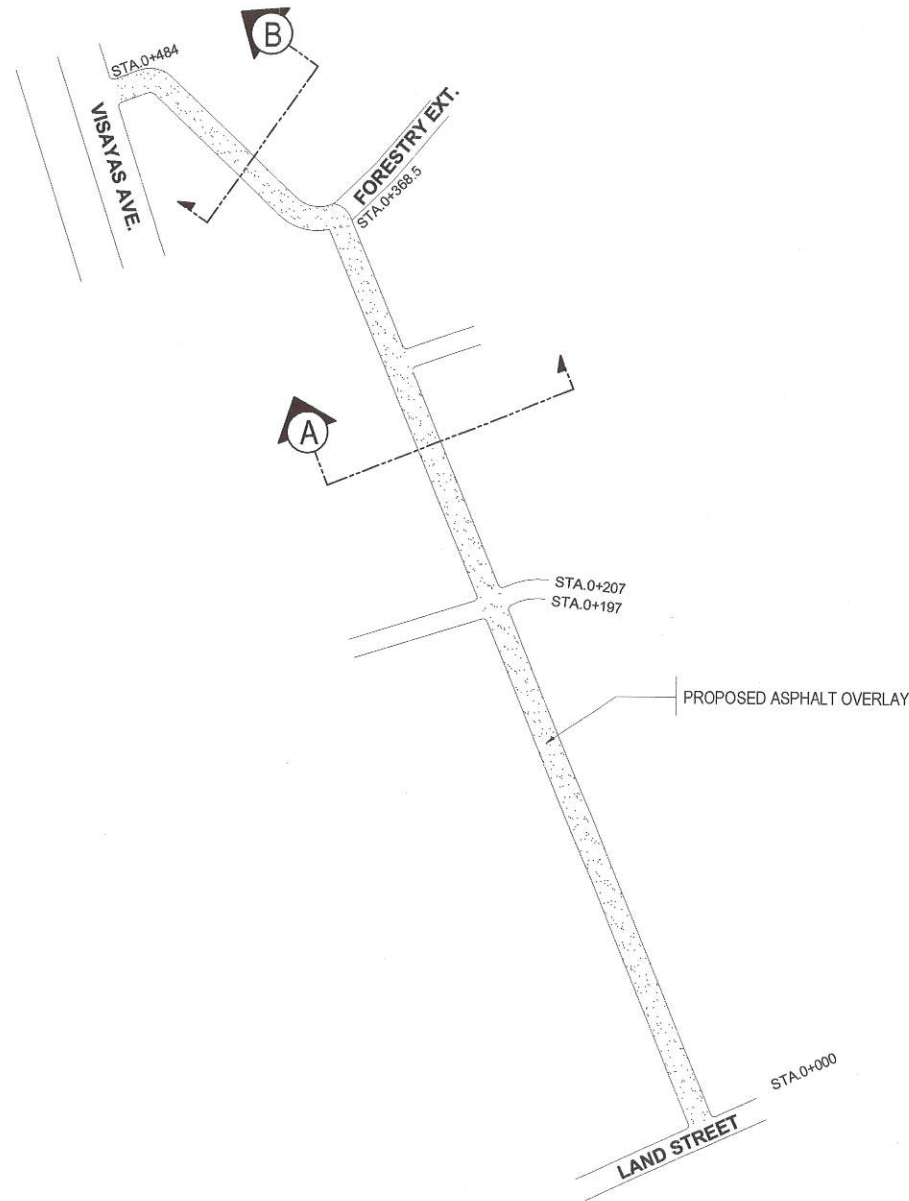 B
STA.0+484
VISAYAS AVE.
FORESTRY EXT.
STA.0+368.5
A
STA.0+207
STA.0+197
PROPOSED ASPHALT OVERLAY
STA.0+000
LAND STREET